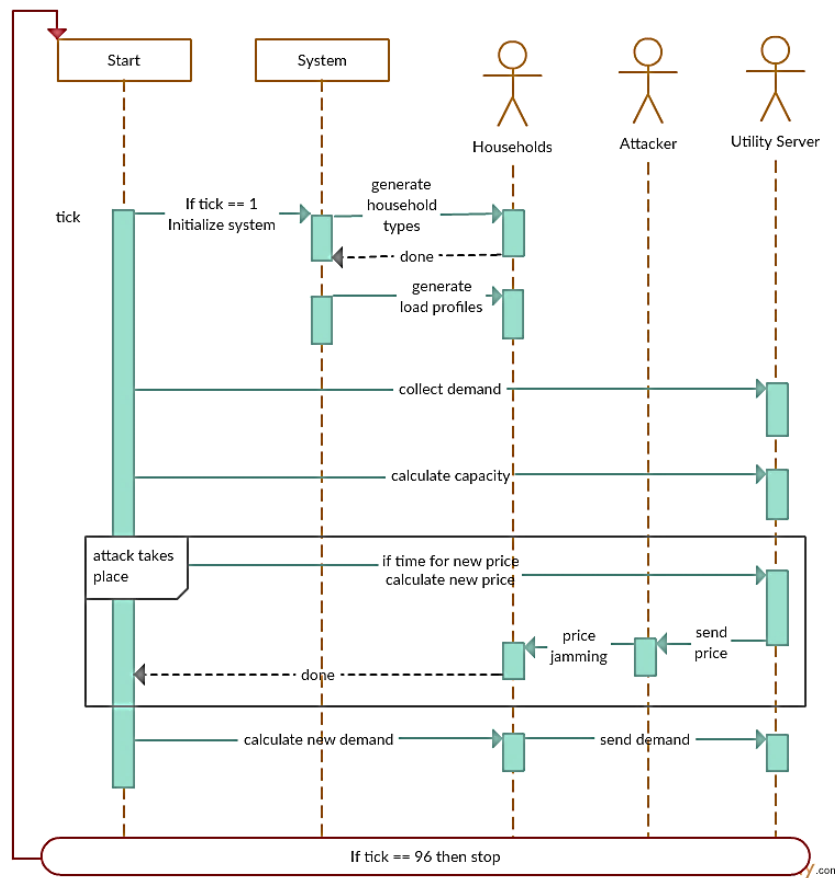 Start
System
Households
Attacker
Utility Server
tick
If tick == 1
Initialize system
generate
household
types
done
generate
load profiles
collect demand
calculate capacity
attack takes
place
if time for new price
calculate new price
send
price
price
jamming
done
calculate new demand
send demand
If tick == 96 then stop
.com